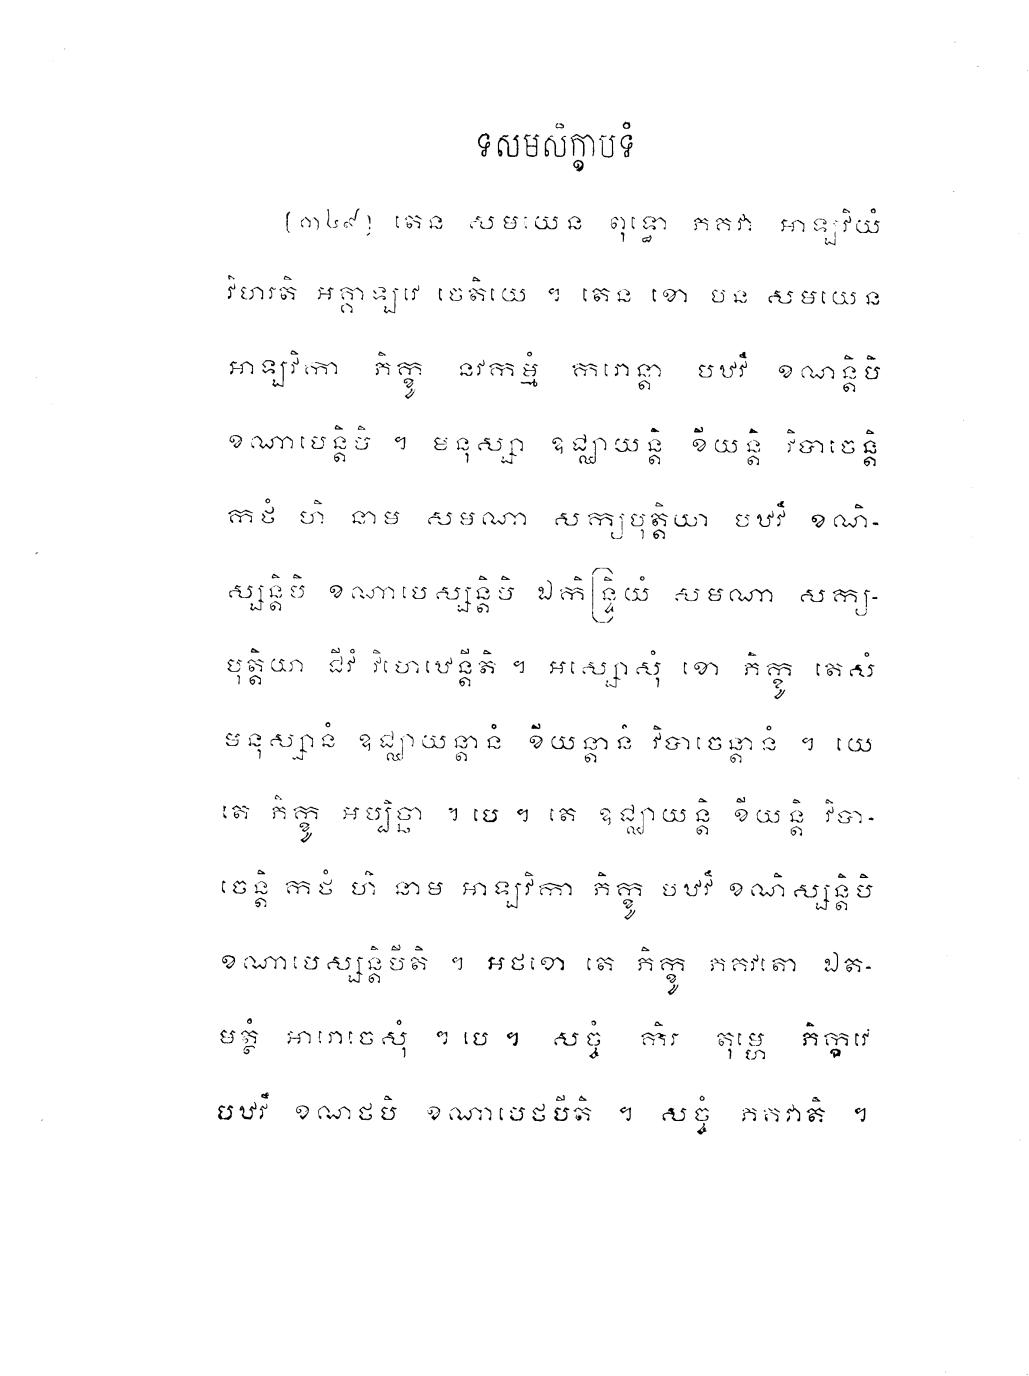 ទសមសិក្ខាបទំ
[៣៤៩] តេន សមយេន ពុទ្ធោ ភគវា អាឡ្បវិយំ
វិហរតិ អគ្គាឡ្បវេ ចេតិយេ ។ តេន ខោ បន សមយេន
អាឡ្បវិកា ភិក្ខូ នវកម្មំ ករោន្តា បឋវឹ ខណន្តិបិ
ខណាបេន្តិបិ ។ មនុស្សា ឧជ្ឈាយន្តិ ខីយន្តិ វិបាចេន្តិ
កថំ ហិ នាម សមណា សក្យបុត្តិយា បឋវឹ ខណិ-
ស្សន្តិបិ ខណាបេស្សន្តិបិ ឯកិន្ទ្រិយំ សមណា សក្យ-
បុត្តិយា ជីវំ វិហេឋេន្តីតិ ។ អស្សោសុំ ខោ ភិក្ខូ តេសំ
មនុស្សានំ ឧជ្ឈាយន្តានំ ខីយន្តានំ វិបាចេន្តានំ ។ យេ
តេ ភិក្ខូ អប្បិច្ឆា ។ បេ ។ តេ ឧជ្ឈាយន្តិ ខីយន្តិ វិបា-
ចេន្តិ កថំ ហិ នាម អាឡ្បវិកា ភិក្ខូ បឋវឹ ខណិស្សន្តិបិ
ខណាបេស្សន្តិបីតិ ។ អថខោ តេ ភិក្ខូ ភគវតោ ឯត-
មត្ថំ អារោចេសុំ ។ បេ ។ សច្ចំ កិរ តុម្ហេ ភិក្ខវេ
បឋវឹ ខណថបិ ខណាបេថបីតិ ។ សច្ចំ ភគវាតិ ។